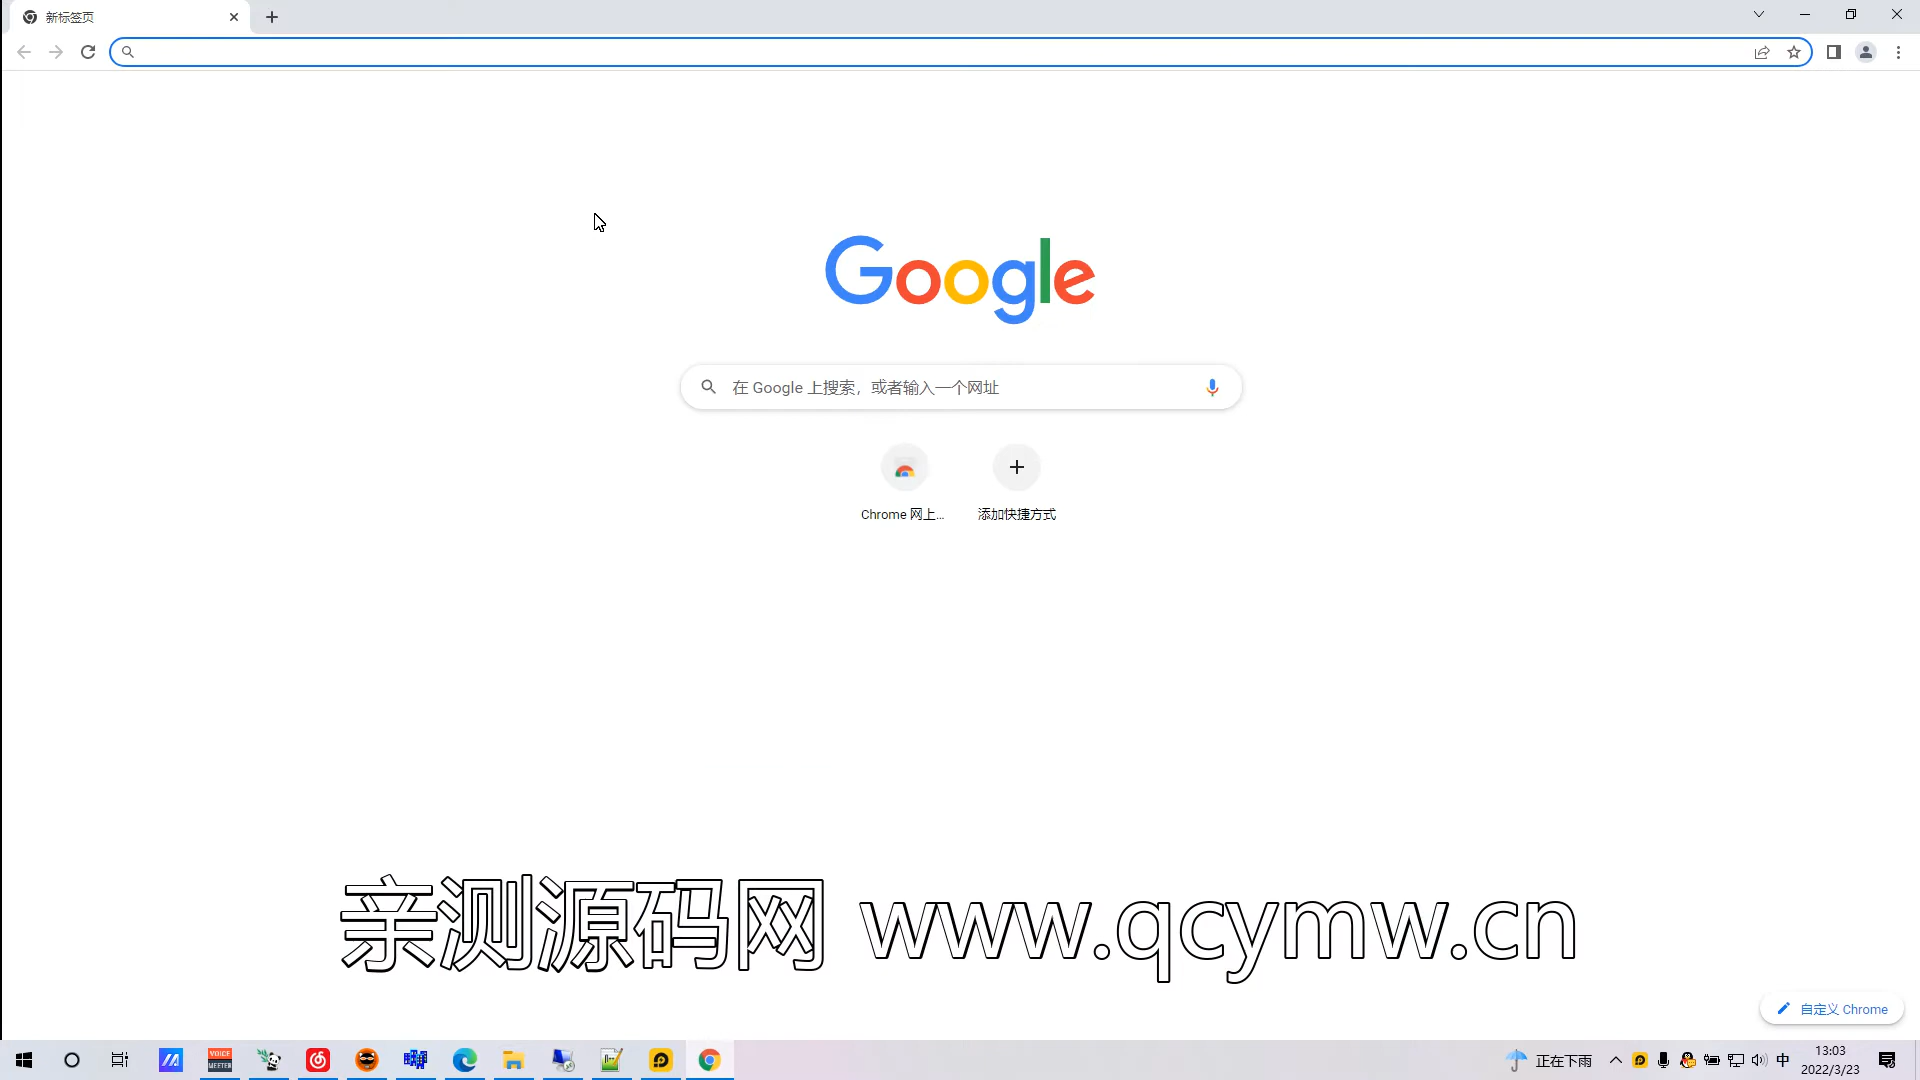 新标签页
Google
在 Google 上搜索，或者输入一个网址
Chrome 网上...
添加快捷方式
亲测源码网 www.qcymw.cn
自定义 Chrome
VOICE
MEETER
正在下雨
中
13:03
2022/3/23